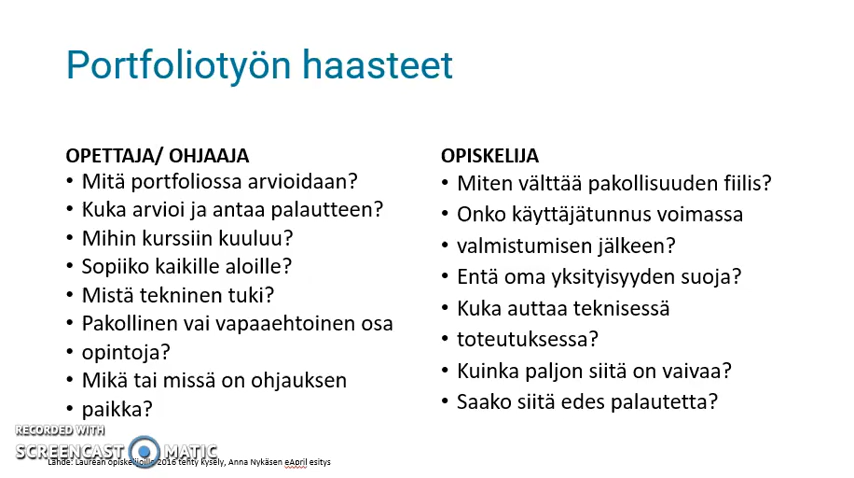 Portfoliotyön haasteet
OPETTAJA/ OHJAAJA
• Mitä portfoliossa arvioidaan?
• Kuka arvioi ja antaa palautteen?
• Mihin kurssiin kuuluu?
• Sopiiko kaikille aloille?
• Mistä tekninen tuki?
• Pakollinen vai vapaaehtoinen osa
• opintoja?
• Mikä tai missä on ohjauksen
• paikka?
OPISKELIJA
• Miten välttää pakollisuuden fiilis?
• Onko käyttäjätunnus voimassa
• valmistumisen jälkeen?
• Entä oma yksityisyyden suoja?
• Kuka auttaa teknisessä
• toteutuksessa?
• Kuinka paljon siitä on vaivaa?
• Saako siitä edes palautetta?
RECORDED WITH
SCREENCAST MATIC
Lähde: Laurean opiskelijoille 2016 tehty kysely, Anna Nykäsen eApril esitys